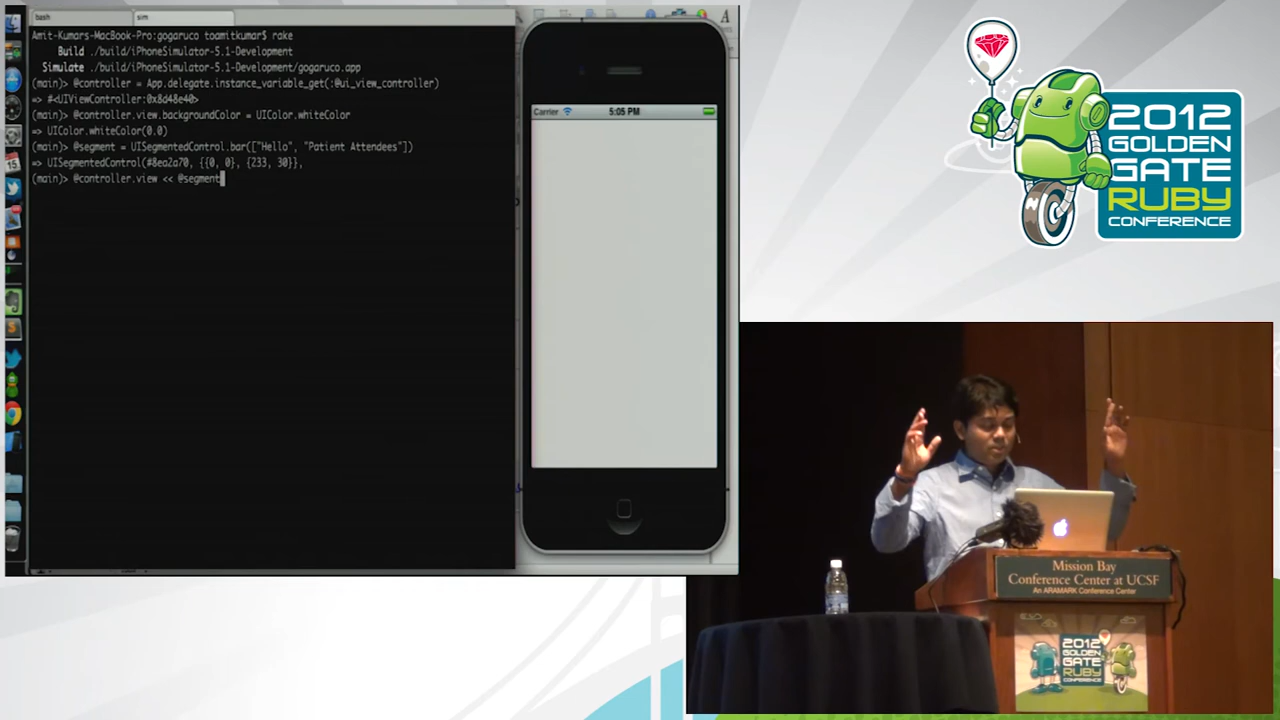 bash
sim
Amit-Kumars-MacBook-Pro:gogaruco toamitkumar$ rake
Build ./build/iPhoneSimulator-5.1-Development
Simulate ./build/iPhoneSimulator-5.1-Development/gogaruco.app
(main)> @controller = App.delegate.instance_variable_get(:@ui_view_controller)
=> #<UIViewController:0x8d48e40>
(main)> @controller.view.backgroundColor = UIColor.whiteColor
=> UIColor.whiteColor(0.0)
(main)> @segment = UISegmentedControl.bar(["Hello", "Patient Attendees"])
=> UISegmentedControl(#8ea2a70, {{0, 0}, {233, 30}},
(main)> @controller.view << @segment
Carrier
5:05 PM
2012
GOLDEN
GATE
RUBY
CONFERENCE
Mission Bay
Conference Center at UCSF
An ARAMARK Conference Center
2012
GOLDEN
GATE
RUBY
CONFERENCE
15